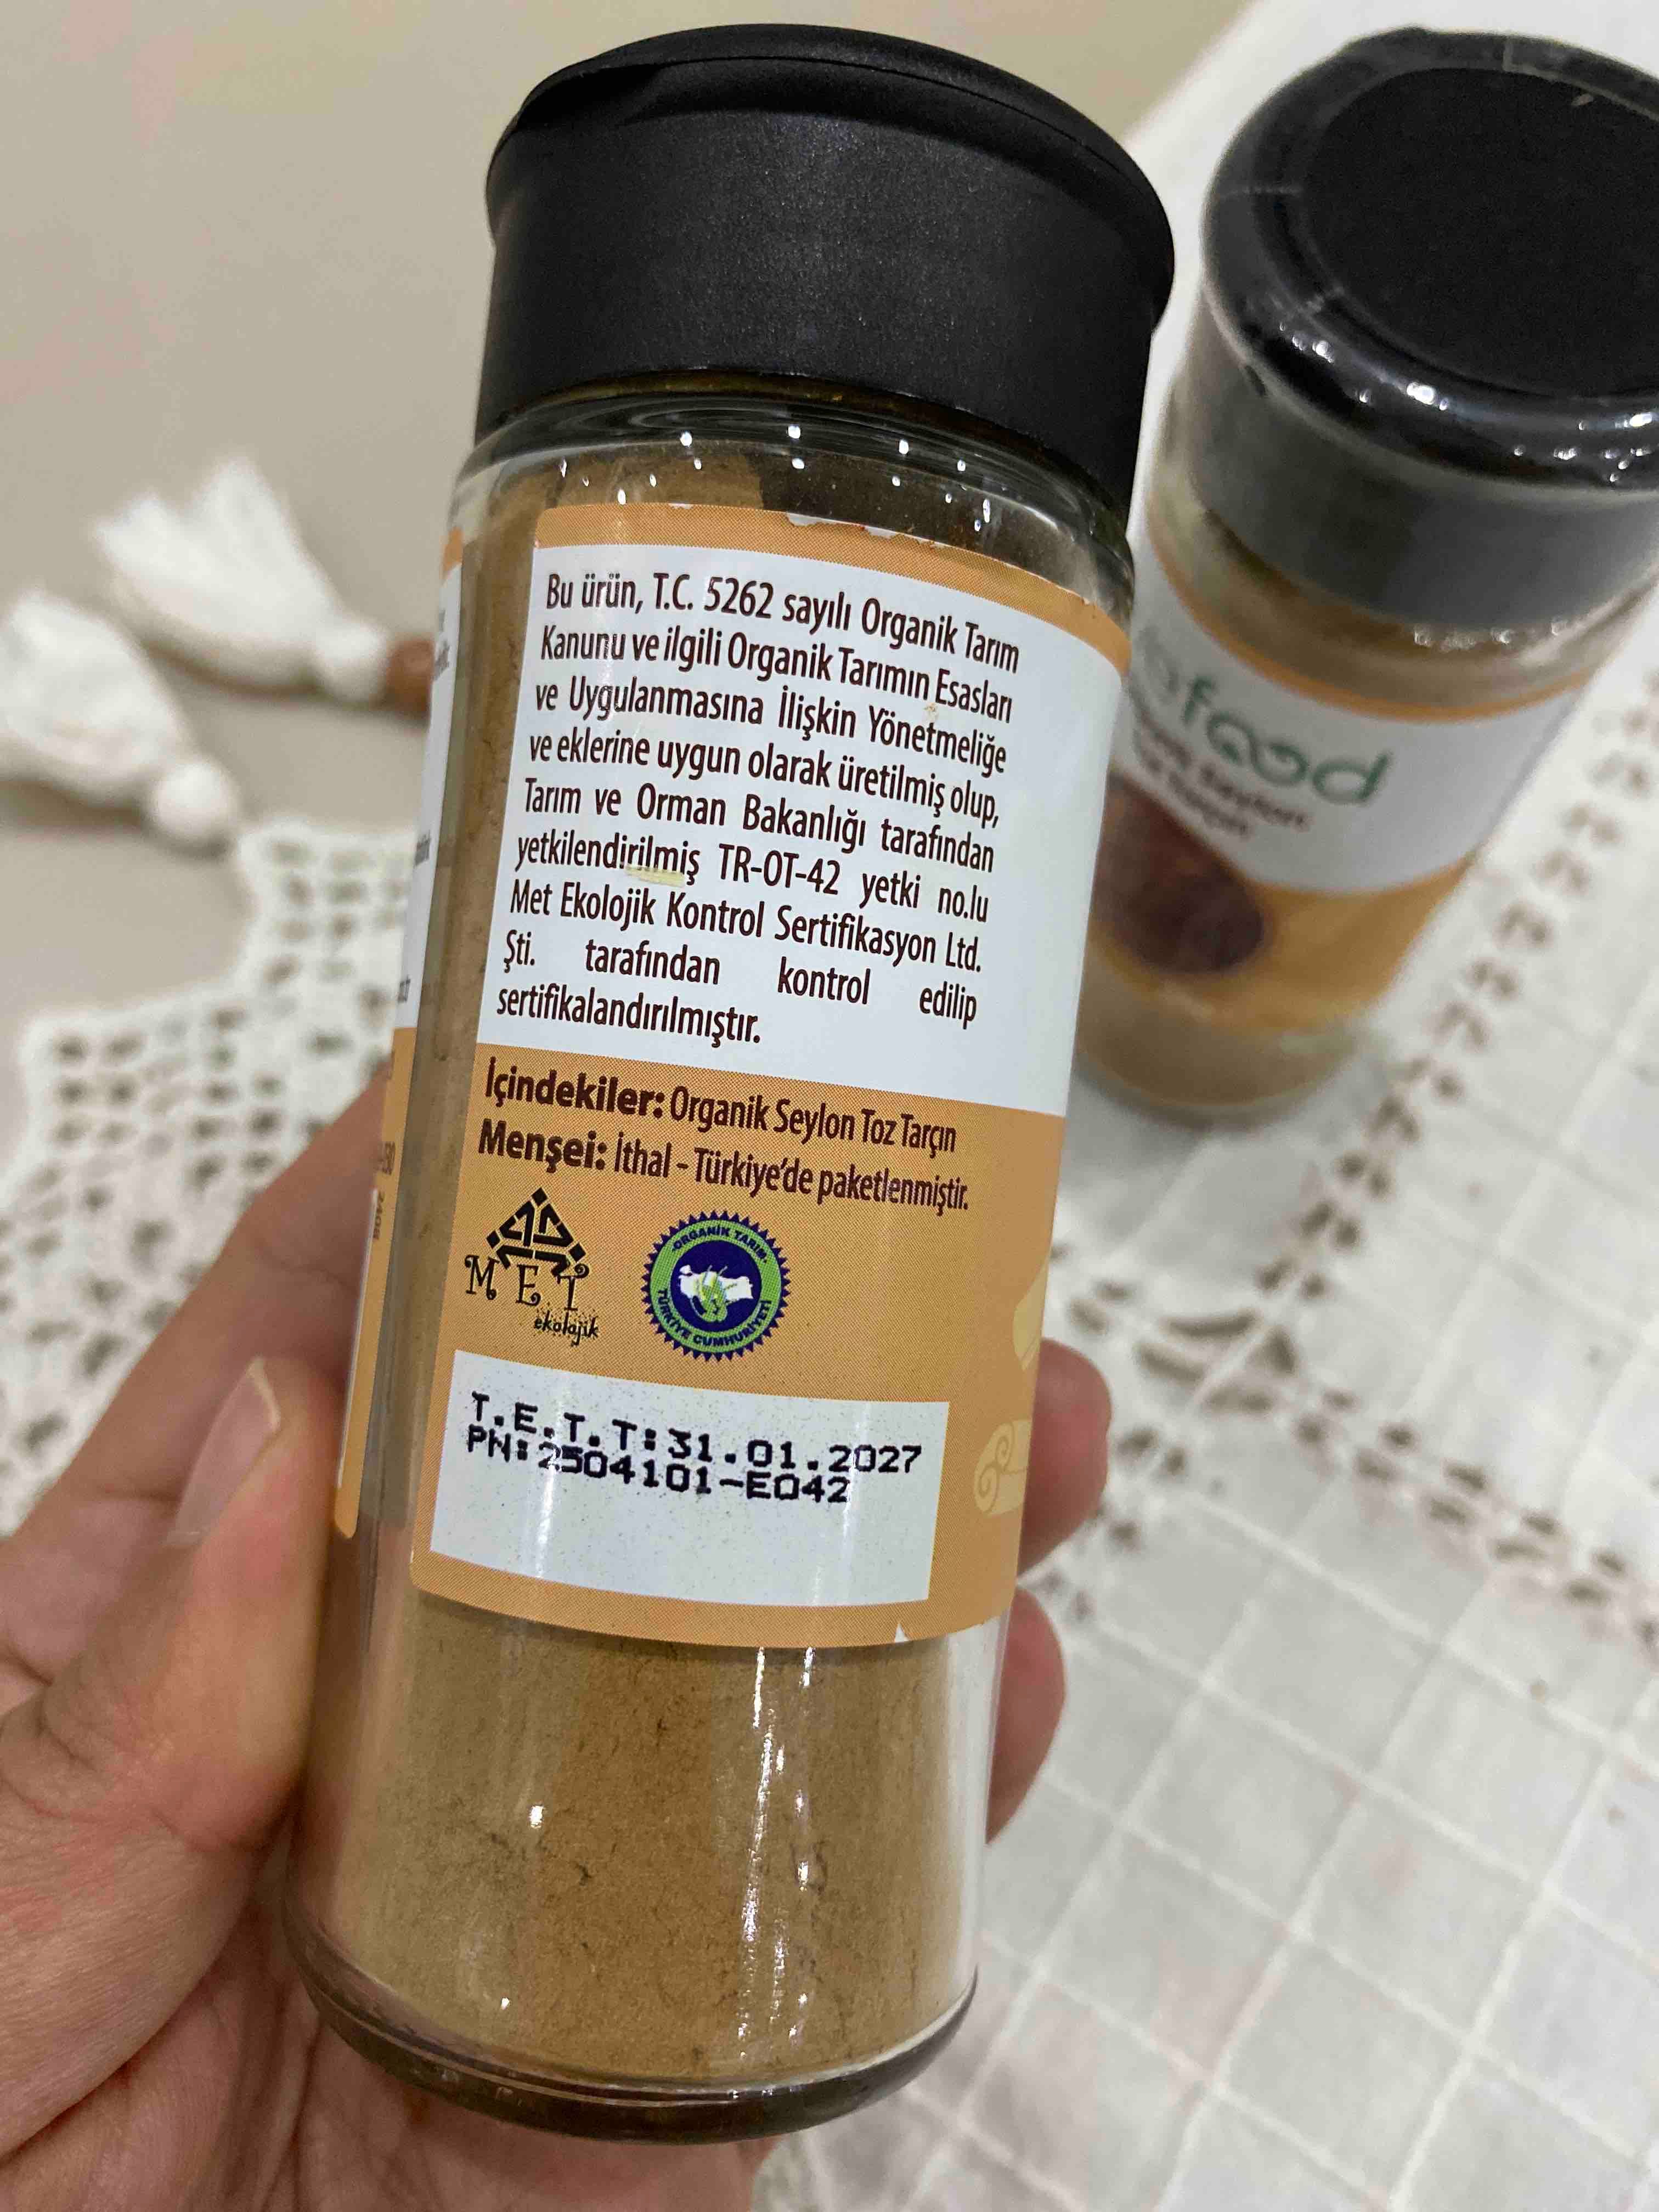 Bu ürün, T.C. 5262 sayılı Organik Tarım
Kanunu ve ilgili Organik Tarımın Esasları
ve Uygulanmasına İlişkin Yönetmeliğe
ve eklerine uygun olarak üretilmiş olup,
Tarım ve Orman Bakanlığı tarafından
yetkilendirilmiş TR-OT-42 yetki no.lu
Met Ekolojik Kontrol Sertifikasyon Ltd.
Şti. tarafından kontrol edilip
sertifikalandırılmıştır.
İçindekiler: Organik Seylon Toz Tarçın
Menşei: İthal - Türkiye'de paketlenmiştir.
MET
ekolojik
ORGANİK TARIM
TÜRKİYE CUMHURİYETİ
T.E.T.T:31.01.2027
PN:2504101-E042
food